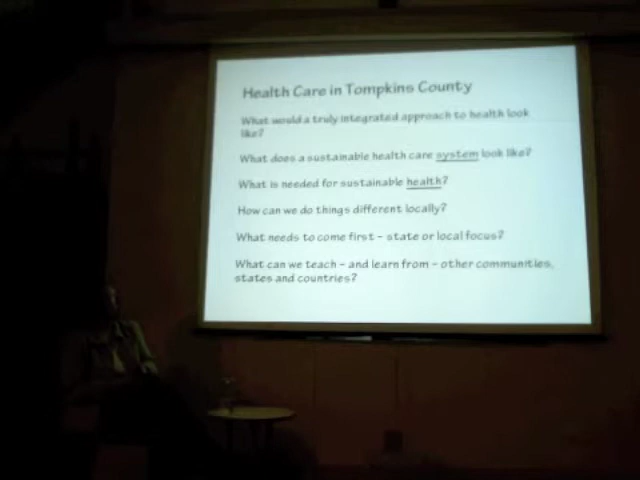 Health Care in Tompkins County
What would a truly integrated approach to health look
like?
What does a sustainable health care system look like?
What is needed for sustainable health?
How can we do things different locally?
What needs to come first - state or local focus?
What can we teach - and learn from - other communities,
states and countries?